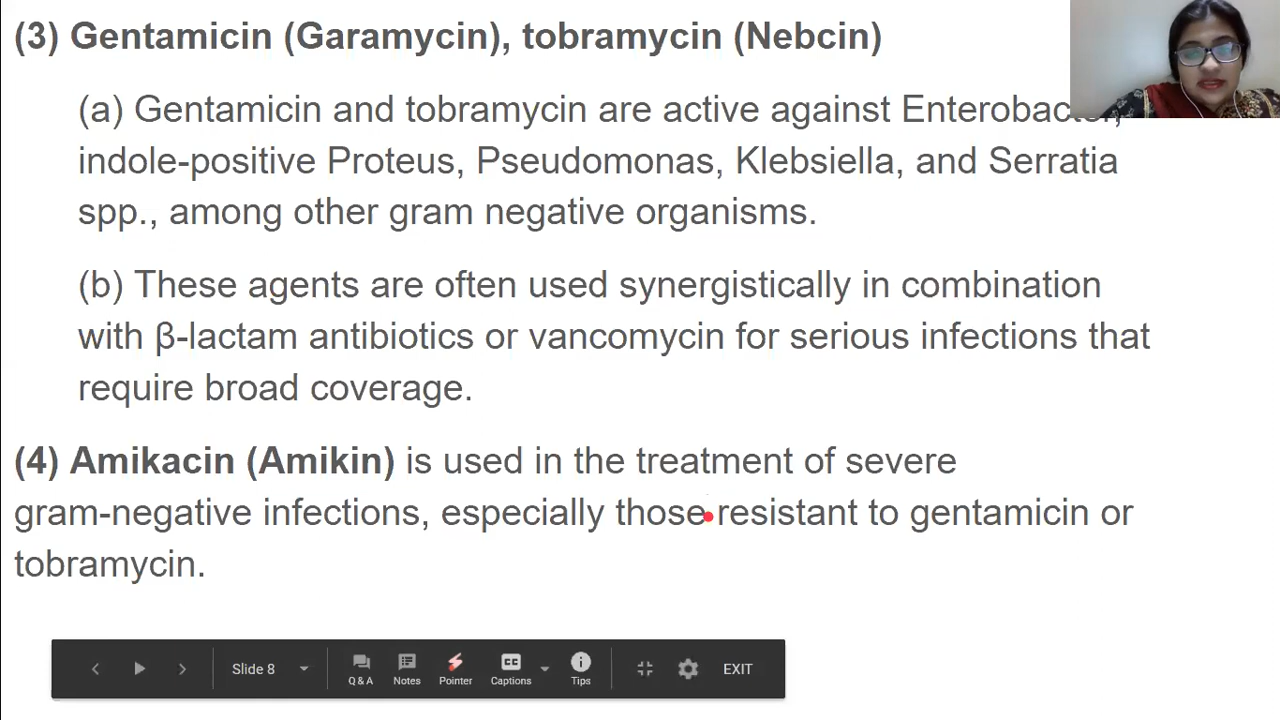 (3) Gentamicin (Garamycin), tobramycin (Nebcin)
(a) Gentamicin and tobramycin are active against Enterobacter,
indole-positive Proteus, Pseudomonas, Klebsiella, and Serratia
spp., among other gram negative organisms.
(b) These agents are often used synergistically in combination
with β-lactam antibiotics or vancomycin for serious infections that
require broad coverage.
(4) Amikacin (Amikin) is used in the treatment of severe
gram-negative infections, especially those resistant to gentamicin or
tobramycin.
Slide 8
Q & A
Notes
Pointer
CC
Captions
Tips
EXIT